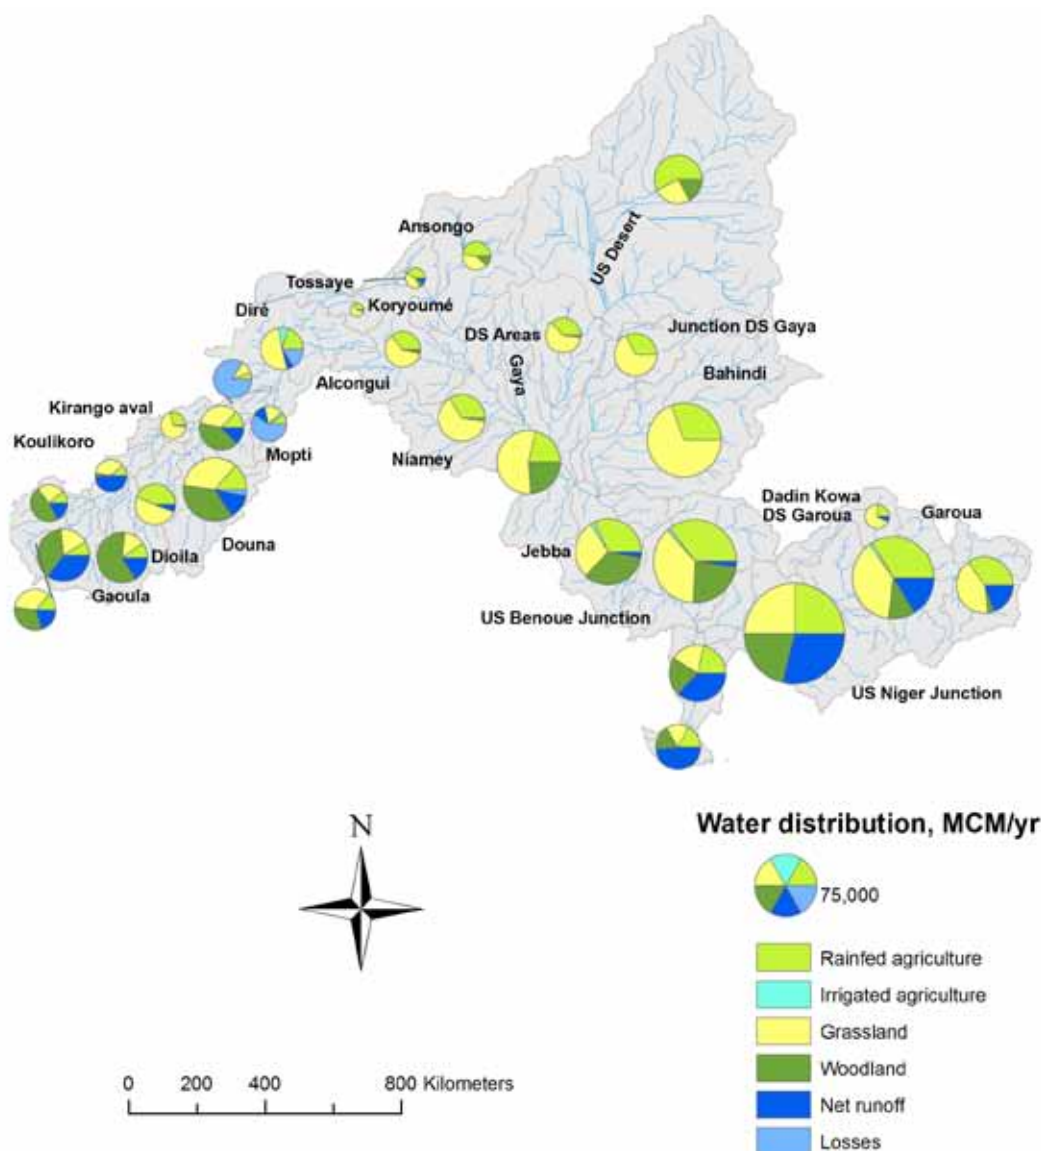 Ansongo
US Desert
Tossaye
Koryoumé
Diré
DS Areas
Junction DS Gaya
Gaya
Alcongui
Bahindi
Kirango aval
Koulikoro
Mopti
Niamey
Dadin Kowa
DS Garoua
Garoua
Douna
Dioila
Jebba
Gaoula
US Benoue Junction
US Niger Junction
N
Water distribution, MCM/yr
75,000
Rainfed agriculture
Irrigated agriculture
Grassland
Woodland
Net runoff
Losses
0 200 400 800 Kilometers